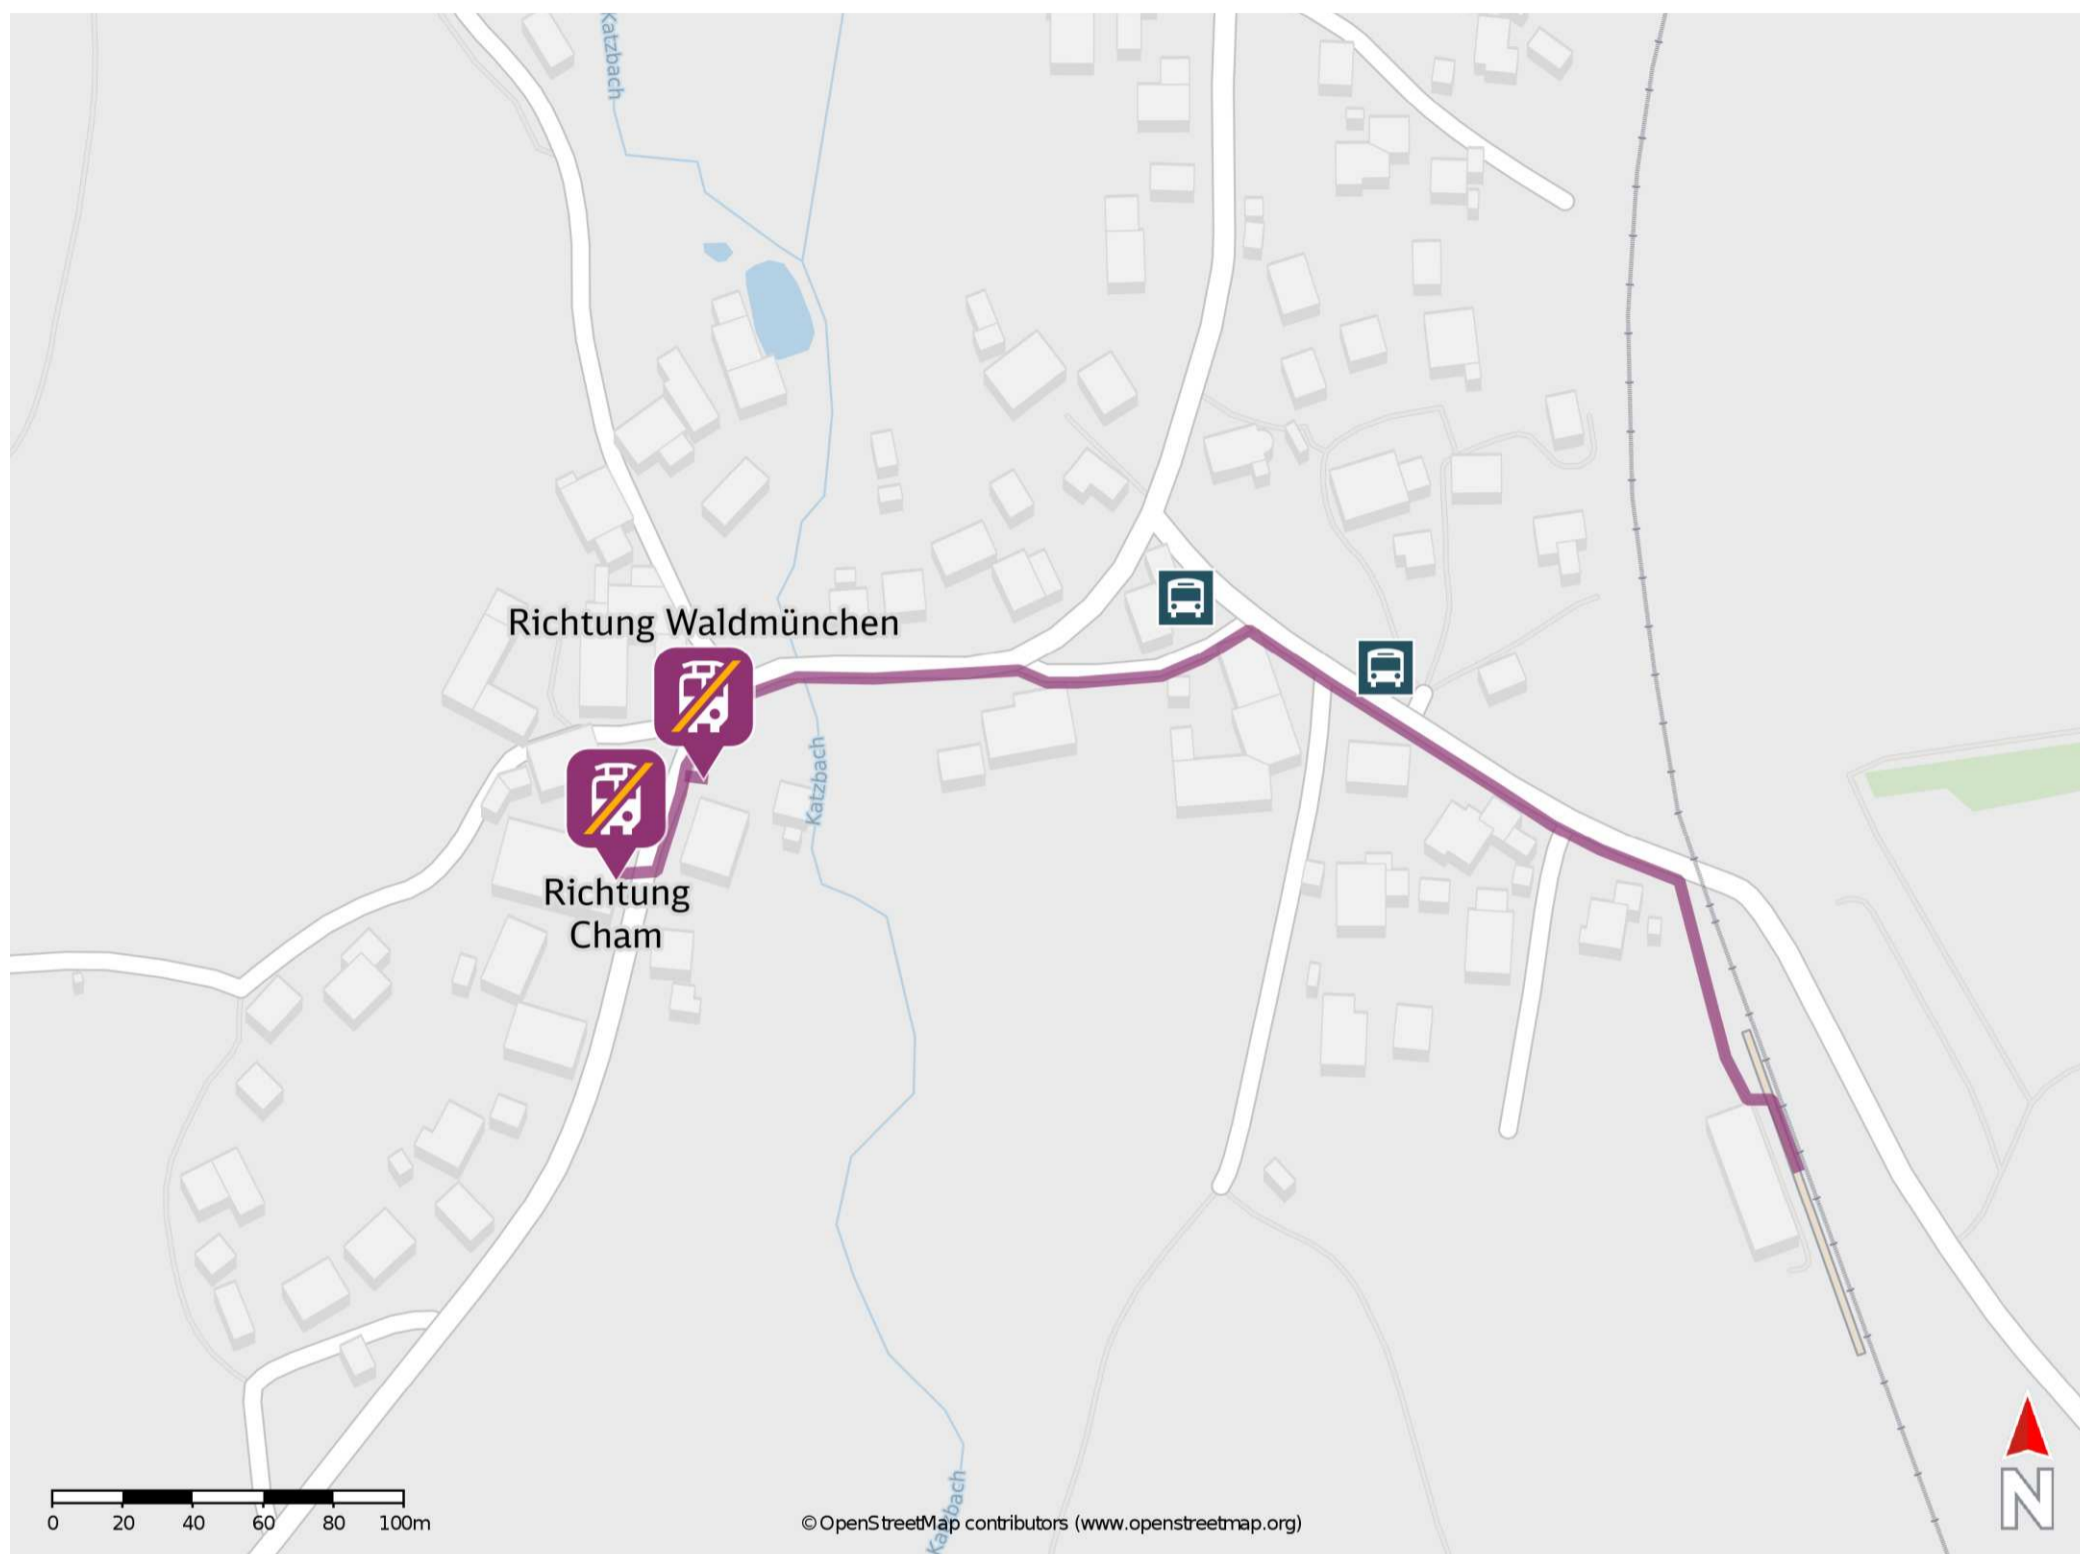 Katzbach
Richtung Waldmünchen
Katzbach
Richtung
Cham
Katzbach
0 20 40 60 80 100m
© OpenStreetMap contributors (www.openstreetmap.org)
N